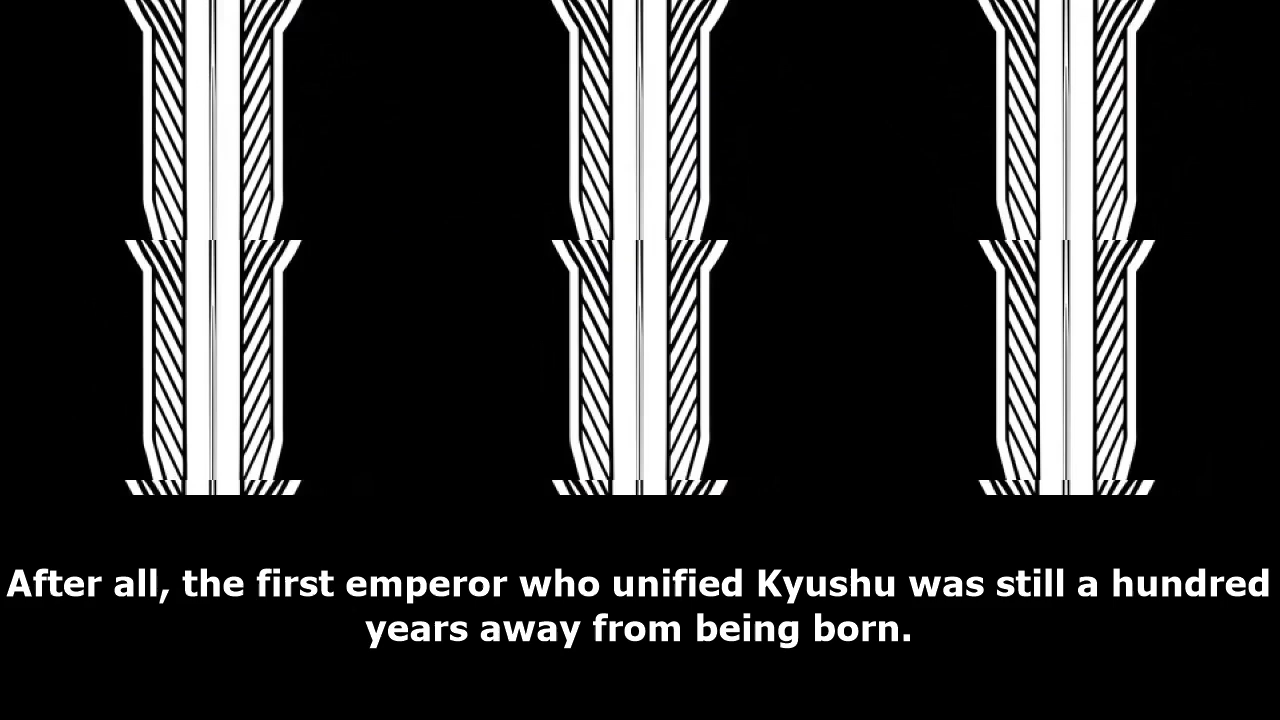 After all, the first emperor who unified Kyushu was still a hundred
years away from being born.